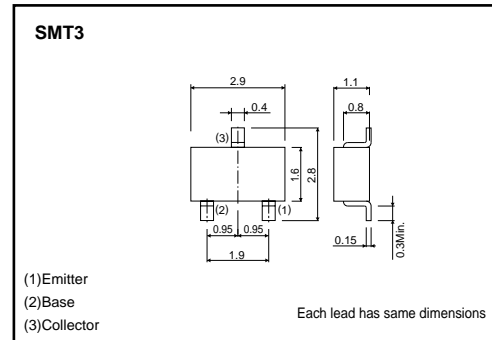 SMT3
2.9
1.1
0.4
0.8
(3)
1.6
2.8
(2)
(1)
0.95
0.95
0.15
0.3Min.
1.9
(1)Emitter
(2)Base
(3)Collector
Each lead has same dimensions